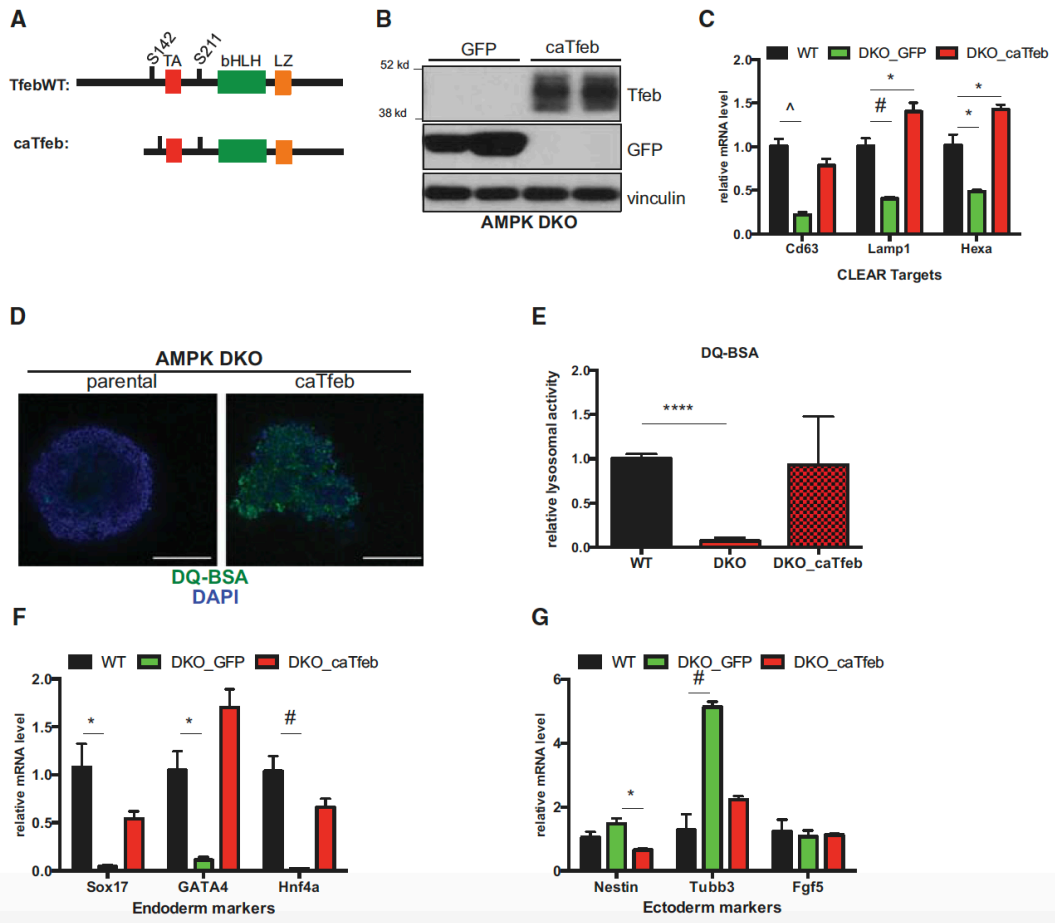 A
S142
S211
TA
bHLH
LZ
TfebWT:
caTfeb:
B
GFP
caTfeb
52 kd
38 kd
Tfeb
GFP
vinculin
AMPK DKO
C
WT
DKO_GFP
DKO_caTfeb
relative mRNA level
2.0
1.5
1.0
0.5
0.0
^
#
*
*
*
Cd63
Lamp1
Hexa
CLEAR Targets
D
AMPK DKO
parental
caTfeb
DQ-BSA
DAPI
E
DQ-BSA
relative lysosomal activity
2.0
1.5
1.0
0.5
0.0
****
WT
DKO
DKO_caTfeb
F
WT
DKO_GFP
DKO_caTfeb
relative mRNA level
2.0
1.5
1.0
0.5
0.0
*
*
#
Sox17
GATA4
Hnf4a
Endoderm markers
G
WT
DKO_GFP
DKO_caTfeb
relative mRNA level
6
4
2
0
*
#
Nestin
Tubb3
Fgf5
Ectoderm markers